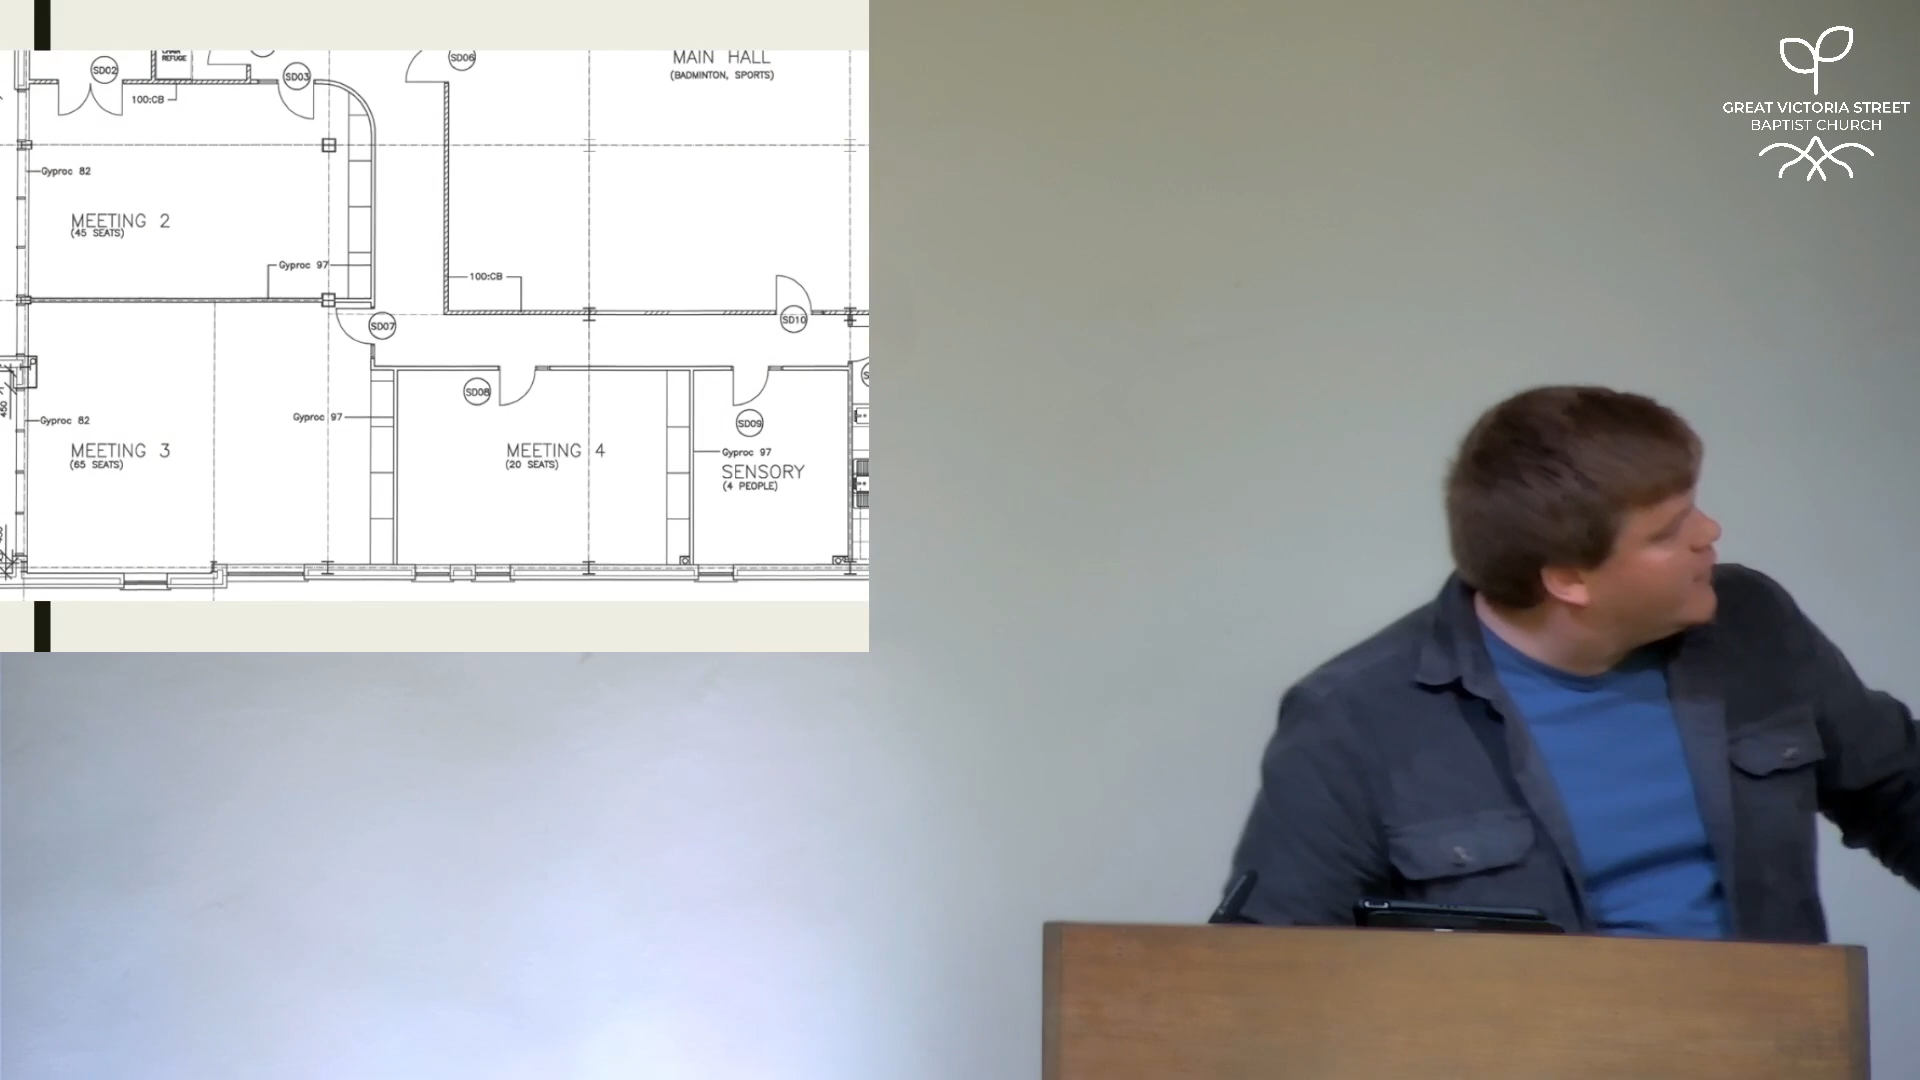 CHAIR
REFUGE
SD02
SD03
SD06
MAIN HALL
(BADMINTON, SPORTS)
100:CB
Gyproc 82
MEETING 2
(45 SEATS)
Gyproc 97
100:CB
SD07
SD10
SD08
450
Gyproc 82
Gyproc 97
SD09
MEETING 3
(65 SEATS)
MEETING 4
(20 SEATS)
Gyproc 97
SENSORY
(4 PEOPLE)
GREAT VICTORIA STREET
BAPTIST CHURCH